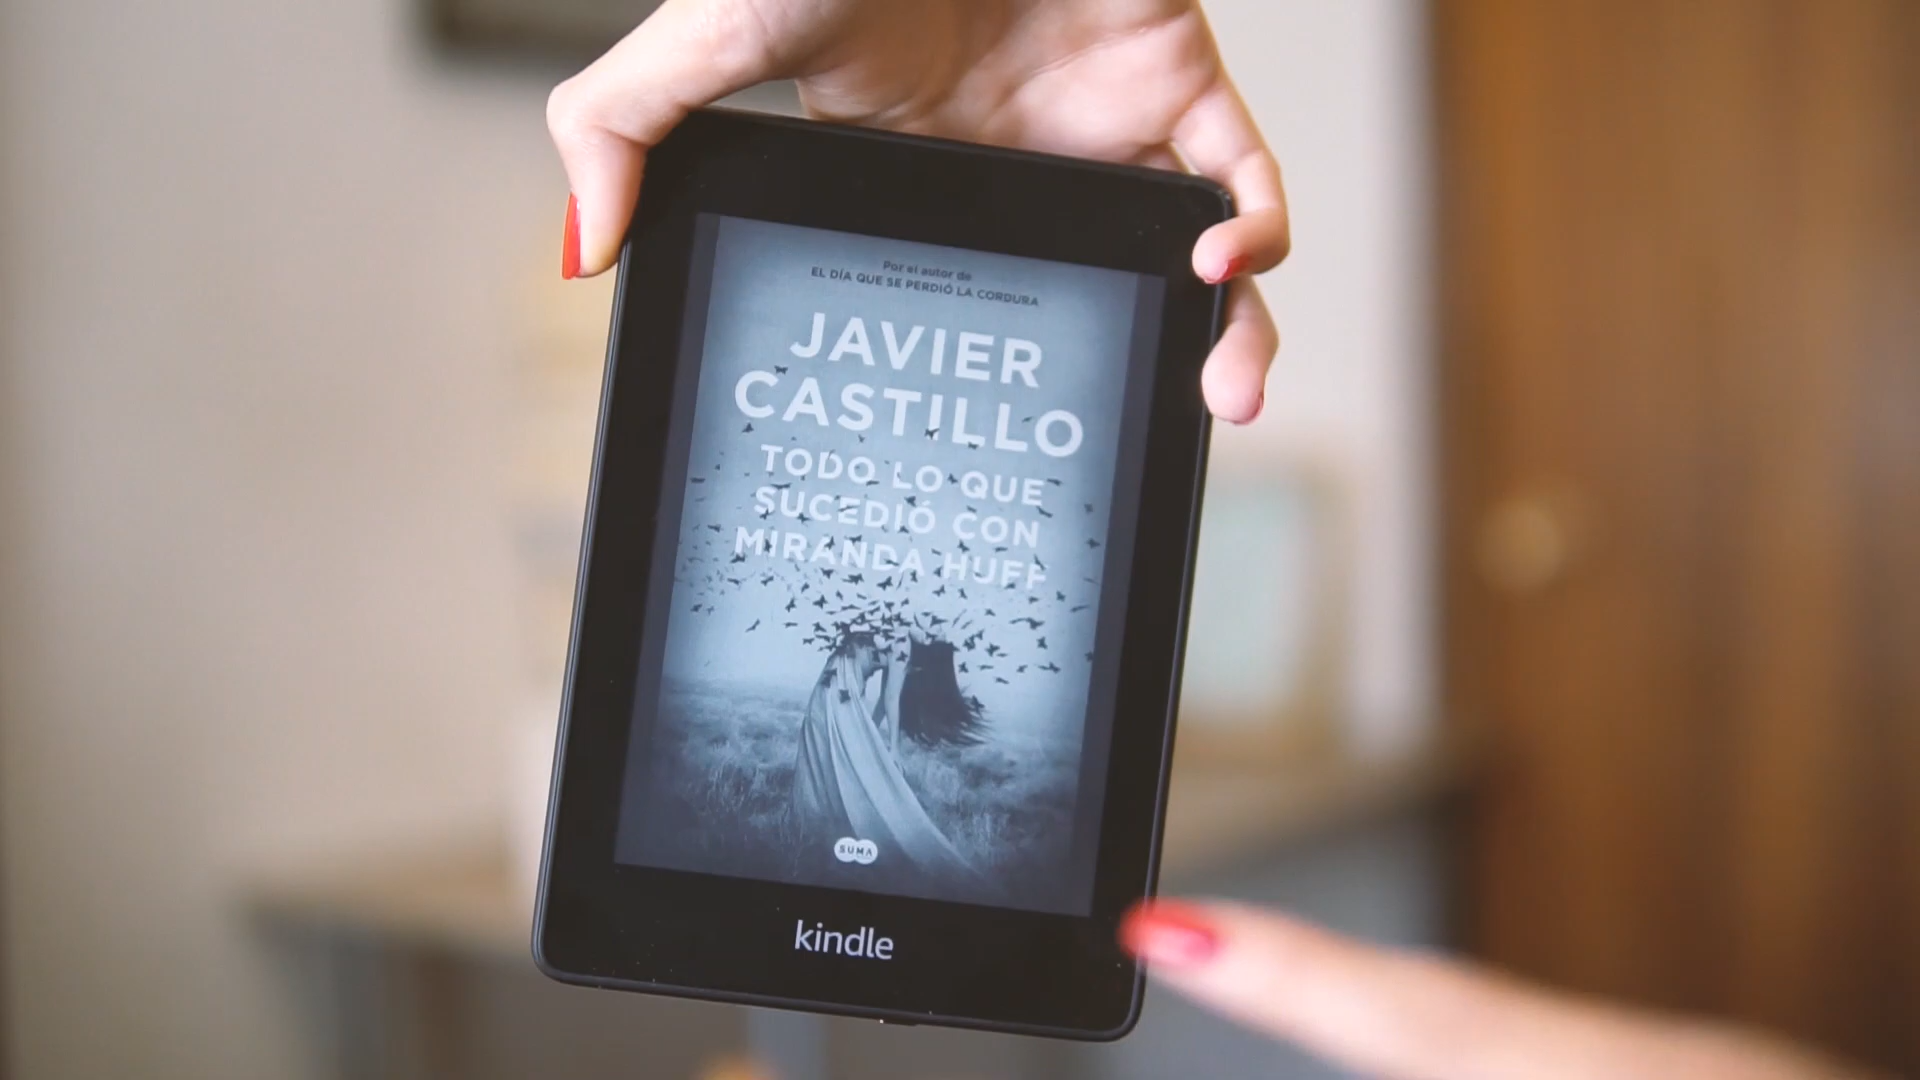 Por el autor de
EL DÍA QUE SE PERDIÓ LA CORDURA
JAVIER
CASTILLO
TODO LO QUE
SUCEDIÓ CON
MIRANDA HUFF
SUMA
kindle